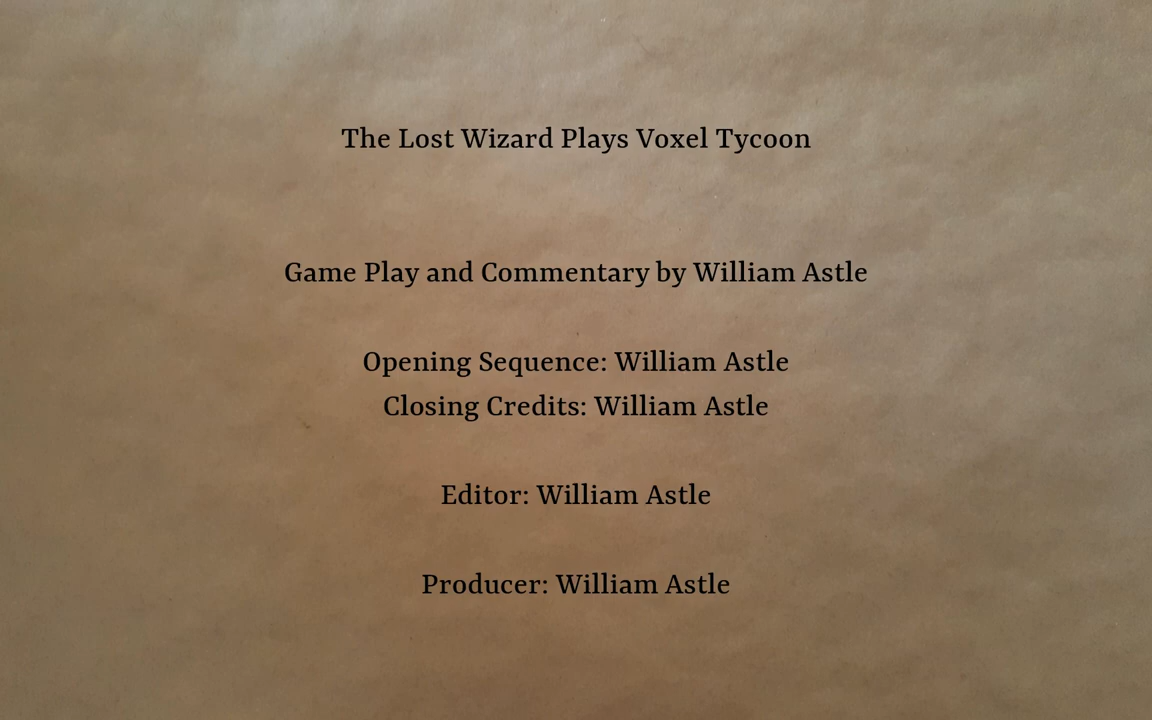 The Lost Wizard Plays Voxel Tycoon
Game Play and Commentary by William Astle
Opening Sequence: William Astle
Closing Credits: William Astle
Editor: William Astle
Producer: William Astle